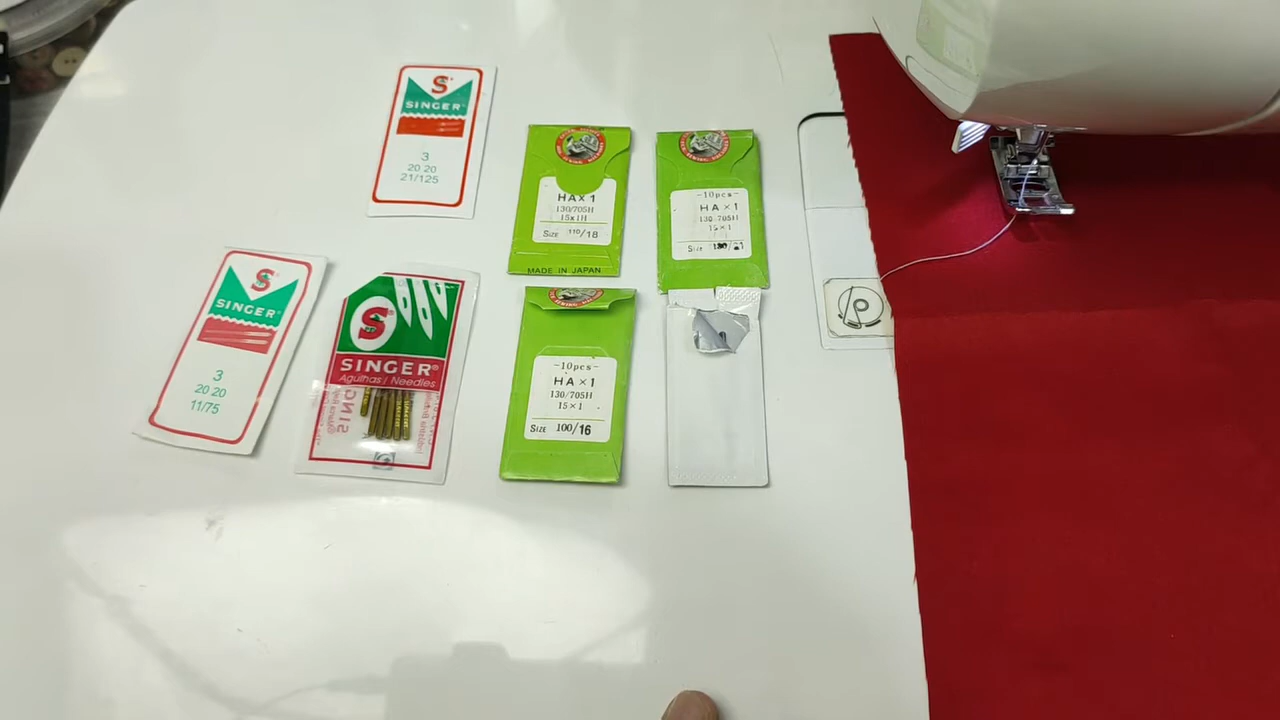 S
SINGER
3
20 20
21/125
HA×1
130/705H
15x1H
SIZE 110/18
MADE IN JAPAN
-10pcs-
HA×1
130/705H
15×1
S
SINGER®
3
20 20
11/75
S
SINGER®
Agulhas / Needles
-10pcs-
HA×1
130/705H
15×1
SIZE 100/16